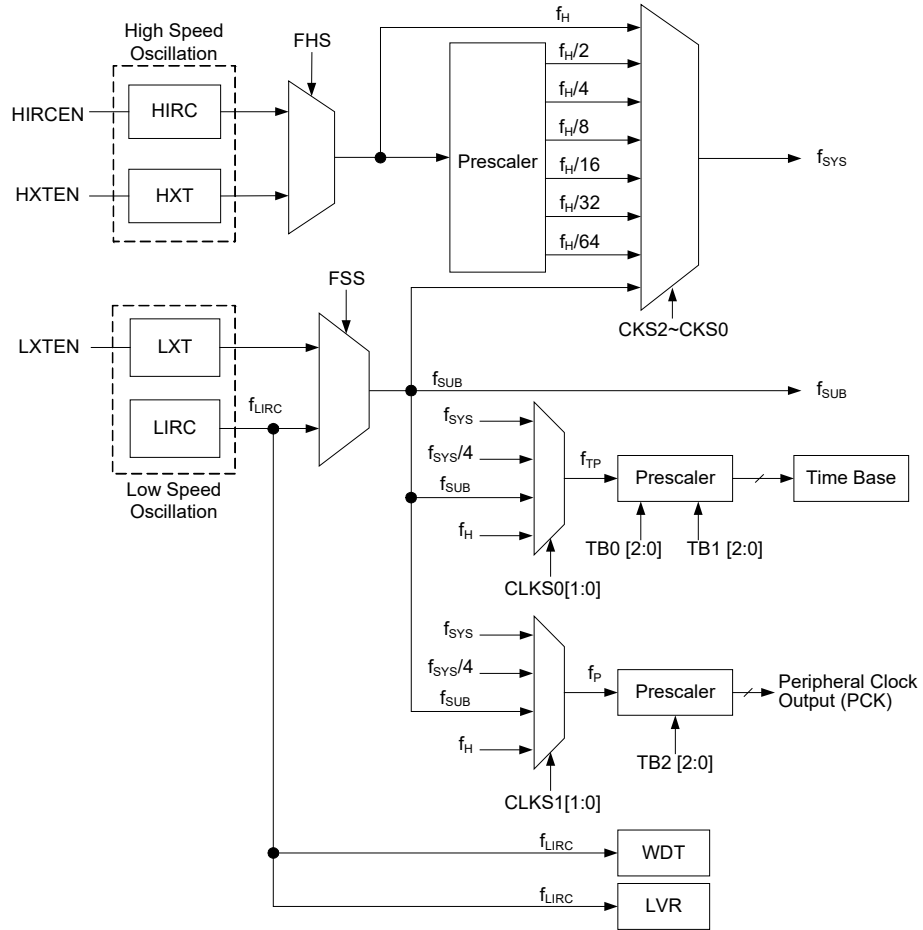 High Speed
Oscillation
FHS
HIRCEN
HIRC
HXTEN
HXT
fH
Prescaler
fH/2
fH/4
fH/8
fH/16
fH/32
fH/64
fSYS
CKS2~CKS0
FSS
LXTEN
LXT
fLIRC
LIRC
Low Speed
Oscillation
fSUB
fSUB
fSYS
fSYS/4
fSUB
fH
fTP
Prescaler
Time Base
TB0 [2:0]
TB1 [2:0]
CLKS0[1:0]
fSYS
fSYS/4
fSUB
fH
fP
Prescaler
Peripheral Clock
Output (PCK)
TB2 [2:0]
CLKS1[1:0]
fLIRC
WDT
fLIRC
LVR